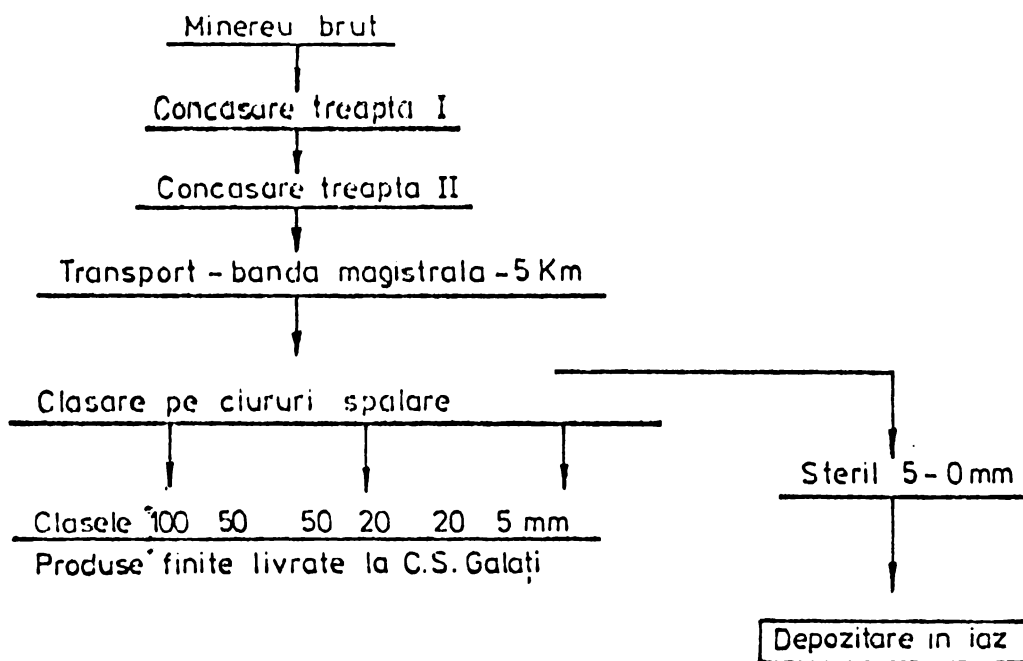 Minereu brut
Concasare treapta I
Concasare treapta II
Transport - banda magistrala - 5 Km
Clasare pe ciururi spalare
Steril 5 - 0 mm
Clasele 100 50 50 20 20 5 mm
Produse finite livrate la C.S. Galați
Depozitare in iaz